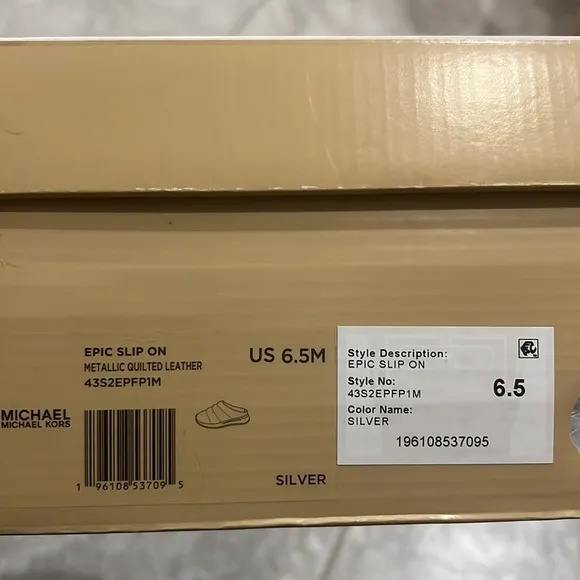 EPIC SLIP ON
METALLIC QUILTED LEATHER
43S2EPFP1M
US 6.5M
MICHAEL
MICHAEL KORS
1 96108 53709 5
SILVER
Style Description:
EPIC SLIP ON
Style No:
43S2EPFP1M
6.5
Color Name:
SILVER
196108537095